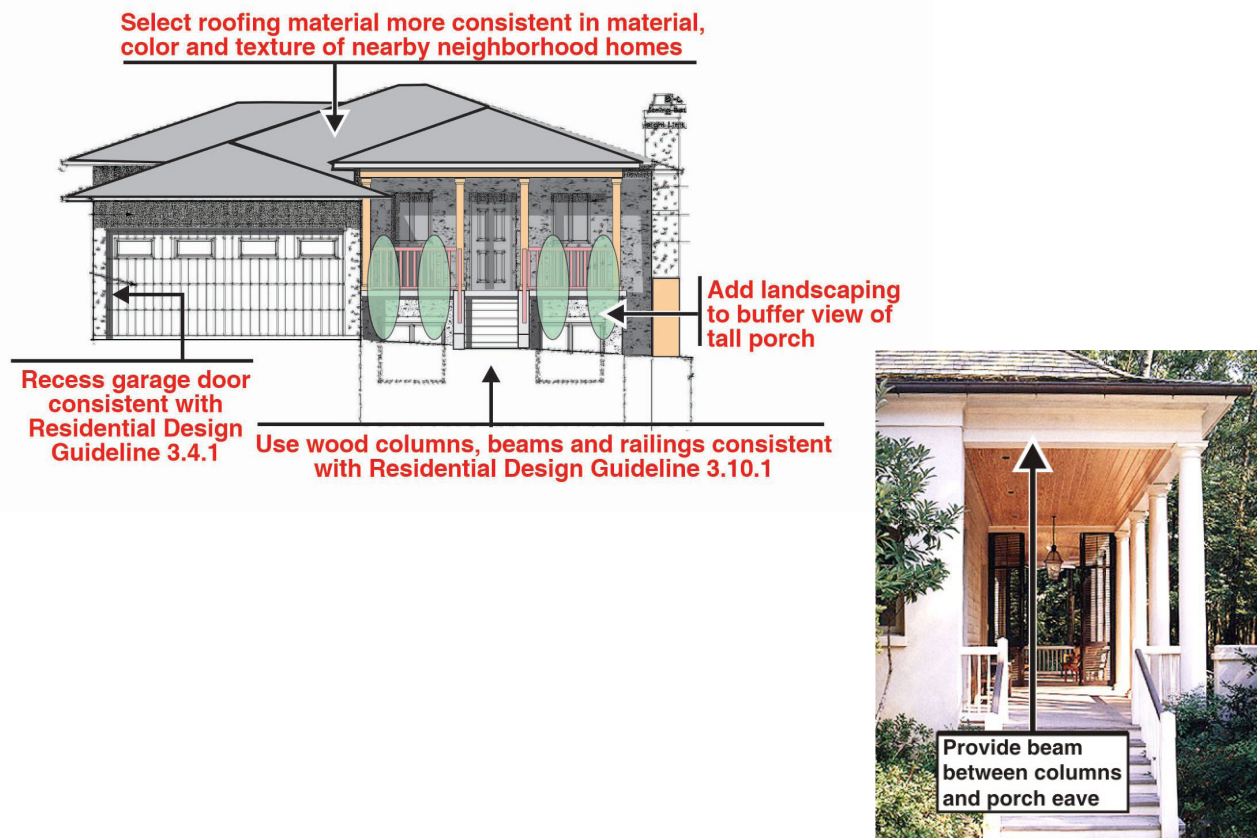 Select roofing material more consistent in material,
color and texture of nearby neighborhood homes
Add landscaping
to buffer view of
tall porch
Recess garage door
consistent with
Residential Design
Guideline 3.4.1
Use wood columns, beams and railings consistent
with Residential Design Guideline 3.10.1
Provide beam
between columns
and porch eave